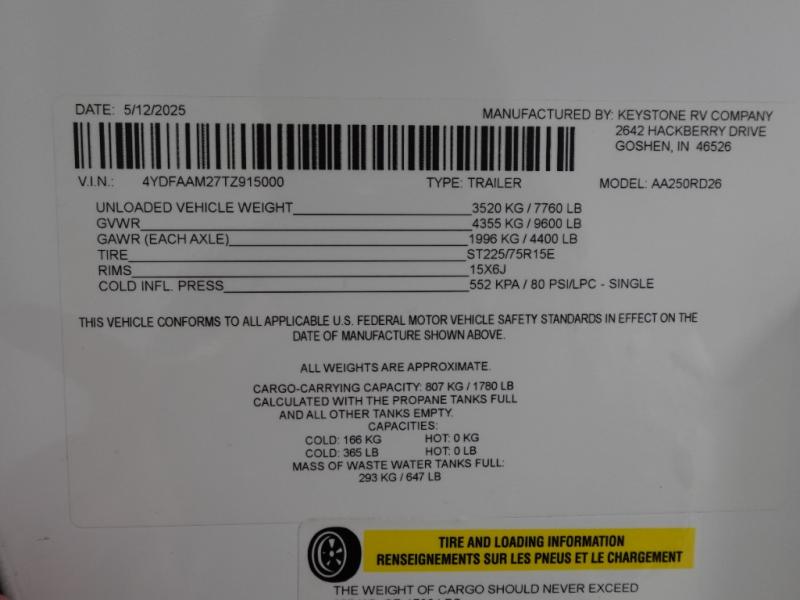 DATE: 5/12/2025
MANUFACTURED BY: KEYSTONE RV COMPANY
2642 HACKBERRY DRIVE
GOSHEN, IN 46526
V.I.N.: 4YDFAAM27TZ915000 TYPE: TRAILER MODEL: AA250RD26
UNLOADED VEHICLE WEIGHT 3520 KG / 7760 LB
GVWR 4355 KG / 9600 LB
GAWR (EACH AXLE) 1996 KG / 4400 LB
TIRE ST225/75R15E
RIMS 15X6J
COLD INFL. PRESS 552 KPA / 80 PSI/LPC - SINGLE
THIS VEHICLE CONFORMS TO ALL APPLICABLE U.S. FEDERAL MOTOR VEHICLE SAFETY STANDARDS IN EFFECT ON THE
DATE OF MANUFACTURE SHOWN ABOVE.
ALL WEIGHTS ARE APPROXIMATE.
CARGO-CARRYING CAPACITY: 807 KG / 1780 LB
CALCULATED WITH THE PROPANE TANKS FULL
AND ALL OTHER TANKS EMPTY.
CAPACITIES:
COLD: 166 KG HOT: 0 KG
COLD: 365 LB HOT: 0 LB
MASS OF WASTE WATER TANKS FULL:
293 KG / 647 LB
TIRE AND LOADING INFORMATION
RENSEIGNEMENTS SUR LES PNEUS ET LE CHARGEMENT
THE WEIGHT OF CARGO SHOULD NEVER EXCEED